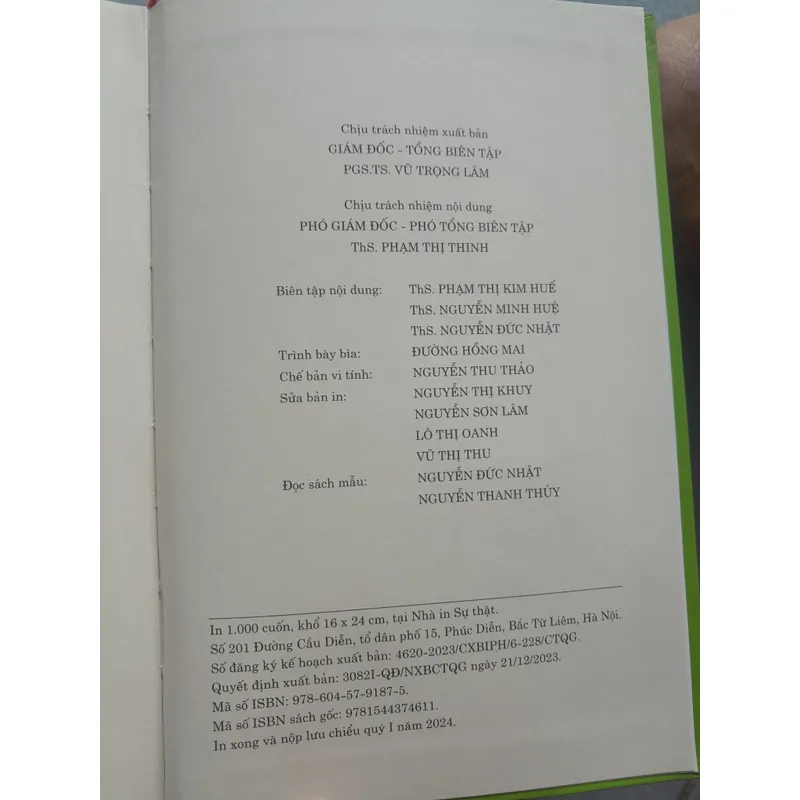 Chịu trách nhiệm xuất bản
GIÁM ĐỐC - TỔNG BIÊN TẬP
PGS.TS. VŨ TRỌNG LÂM
Chịu trách nhiệm nội dung
PHÓ GIÁM ĐỐC - PHÓ TỔNG BIÊN TẬP
ThS. PHẠM THỊ THINH
Biên tập nội dung: ThS. PHẠM THỊ KIM HUẾ
ThS. NGUYỄN MINH HUỆ
ThS. NGUYỄN ĐỨC NHẬT
Trình bày bìa: ĐƯỜNG HỒNG MAI
Chế bản vi tính: NGUYỄN THU THẢO
Sửa bản in: NGUYỄN THỊ KHUY
NGUYỄN SƠN LÂM
LÔ THỊ OANH
VŨ THỊ THU
Đọc sách mẫu: NGUYỄN ĐỨC NHẬT
NGUYỄN THANH THÚY
In 1.000 cuốn, khổ 16 x 24 cm, tại Nhà in Sự thật.
Số 201 Đường Cầu Diễn, tổ dân phố 15, Phúc Diễn, Bắc Từ Liêm, Hà Nội.
Số đăng ký kế hoạch xuất bản: 4620-2023/CXBIPH/6-228/CTQG.
Quyết định xuất bản: 3082I-QĐ/NXBCTQG ngày 21/12/2023.
Mã số ISBN: 978-604-57-9187-5.
Mã số ISBN sách gốc: 9781544374611.
In xong và nộp lưu chiểu quý I năm 2024.